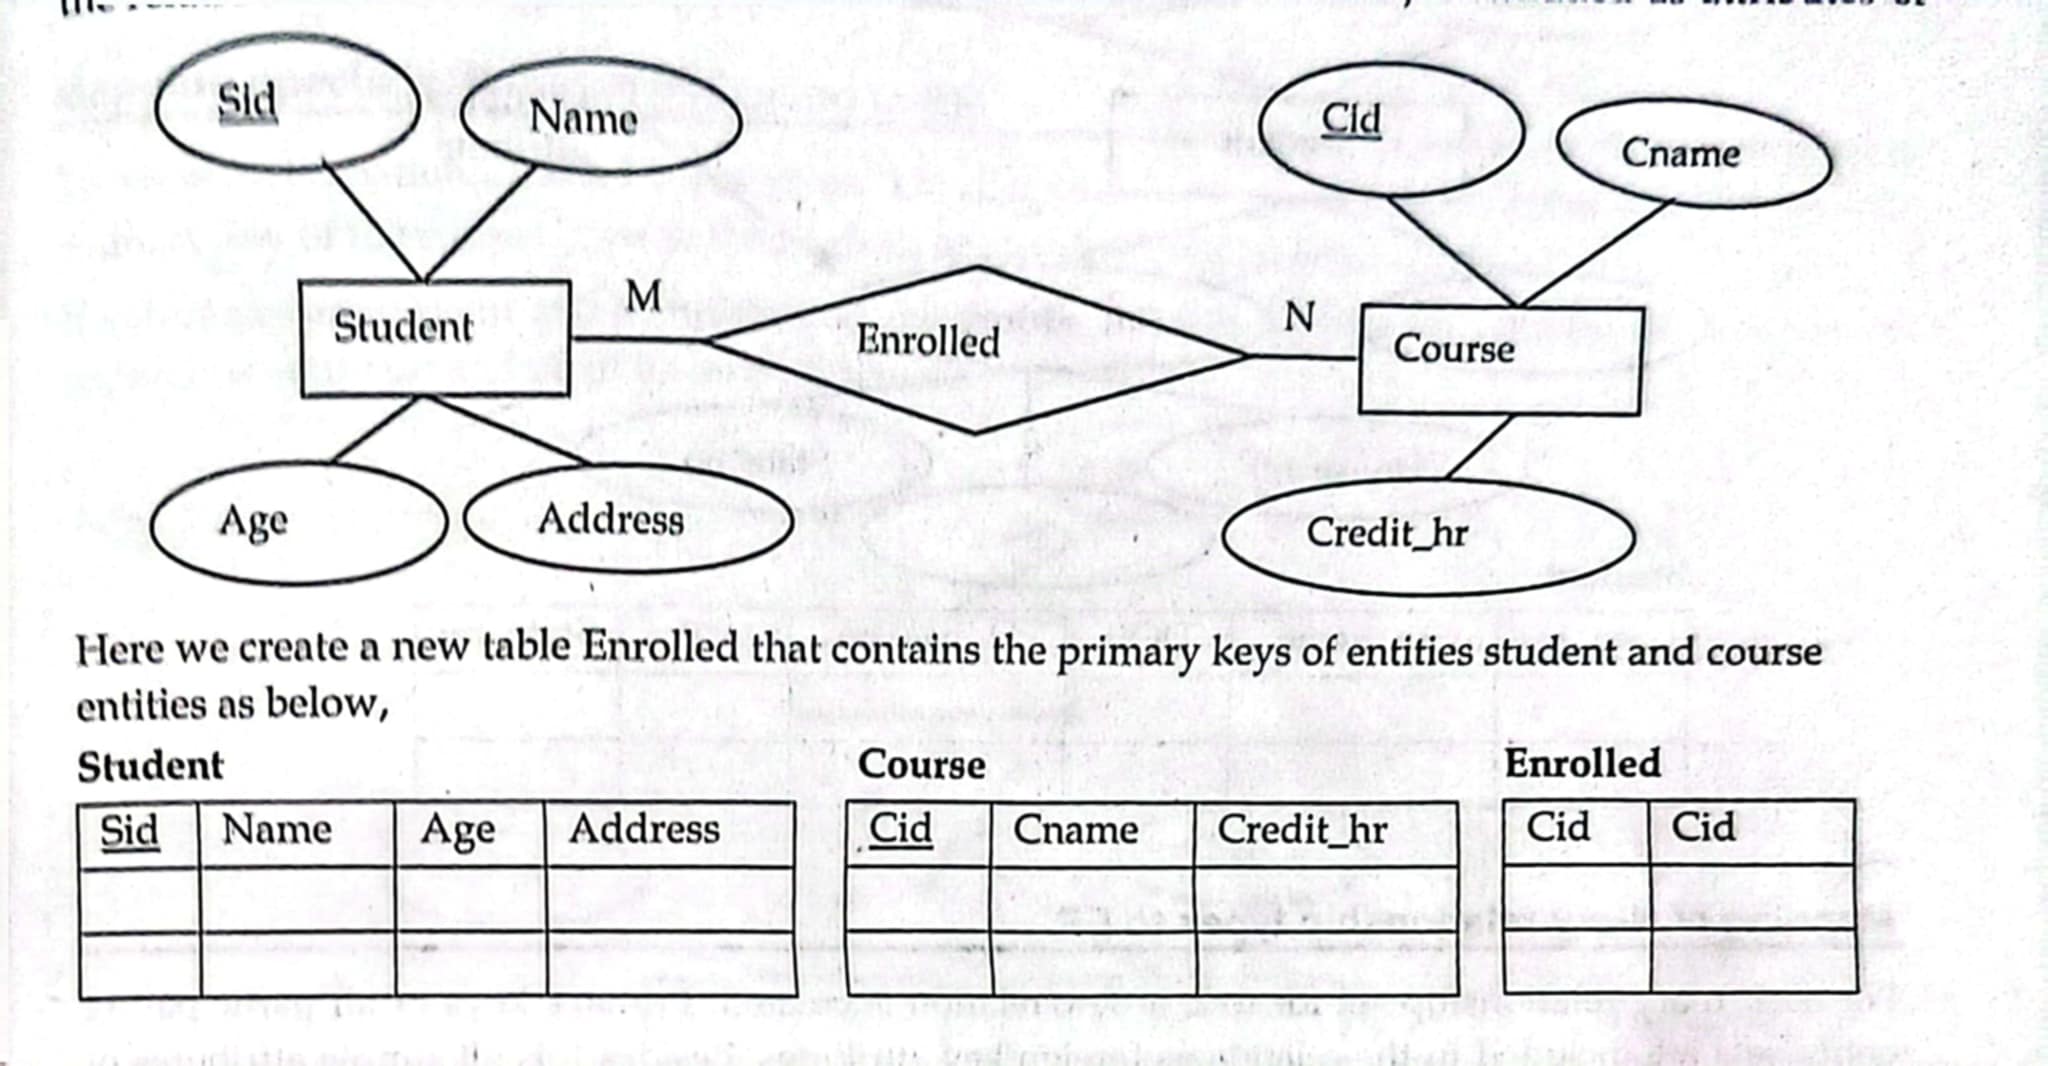 Sid Name Cid Cname
Student M Enrolled N Course
Age Address Credit_hr
Here we create a new table Enrolled that contains the primary keys of entities student and course
entities as below,
Student Course Enrolled
Sid Name Age Address Cid Cname Credit_hr Cid Cid